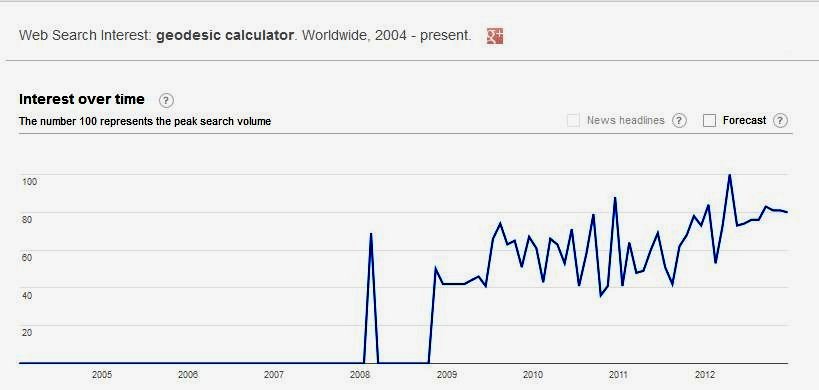 Web Search Interest: geodesic calculator. Worldwide, 2004 - present. g+
Interest over time ?
The number 100 represents the peak search volume
News headlines ? Forecast ?
100
80
60
40
20
2005 2006 2007 2008 2009 2010 2011 2012